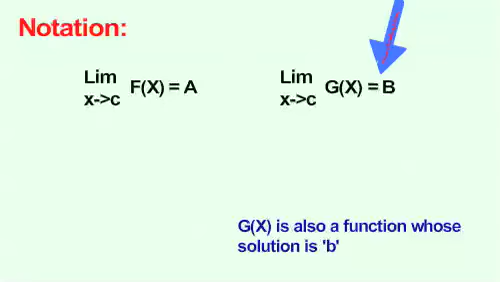 Notation:
Lim F(X) = A
x->c
Lim G(X) = B
x->c
G(X) is also a function whose
solution is 'b'